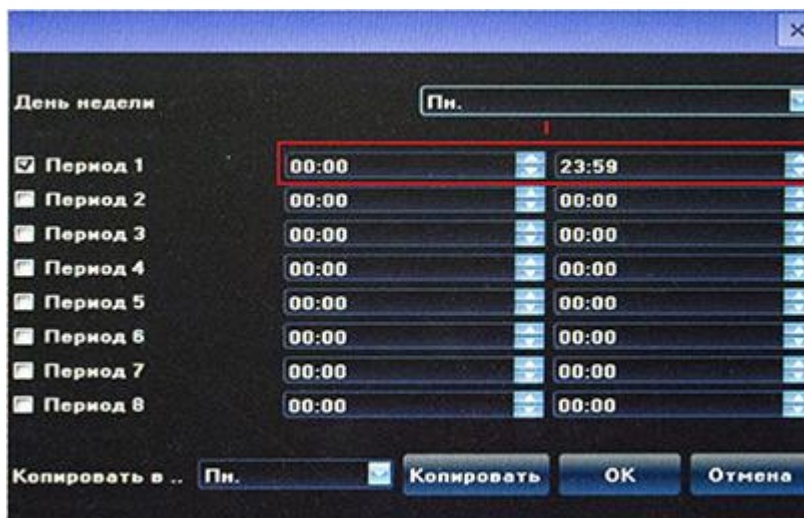 День недели Пн.
Период 1 00:00 23:59
Период 2 00:00 00:00
Период 3 00:00 00:00
Период 4 00:00 00:00
Период 5 00:00 00:00
Период 6 00:00 00:00
Период 7 00:00 00:00
Период 8 00:00 00:00
Копировать в .. Пн. Копировать ОК Отмена